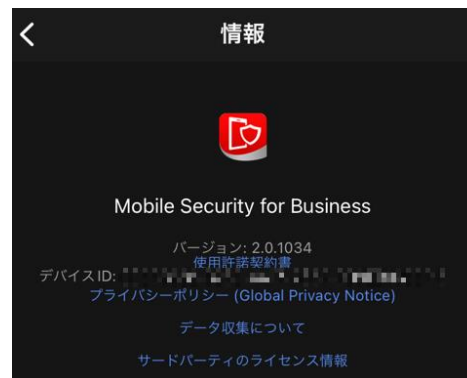 情報
Mobile Security for Business
バージョン: 2.0.1034
使用許諾契約書
デバイスID:
プライバシーポリシー (Global Privacy Notice)
データ収集について
サードパーティのライセンス情報